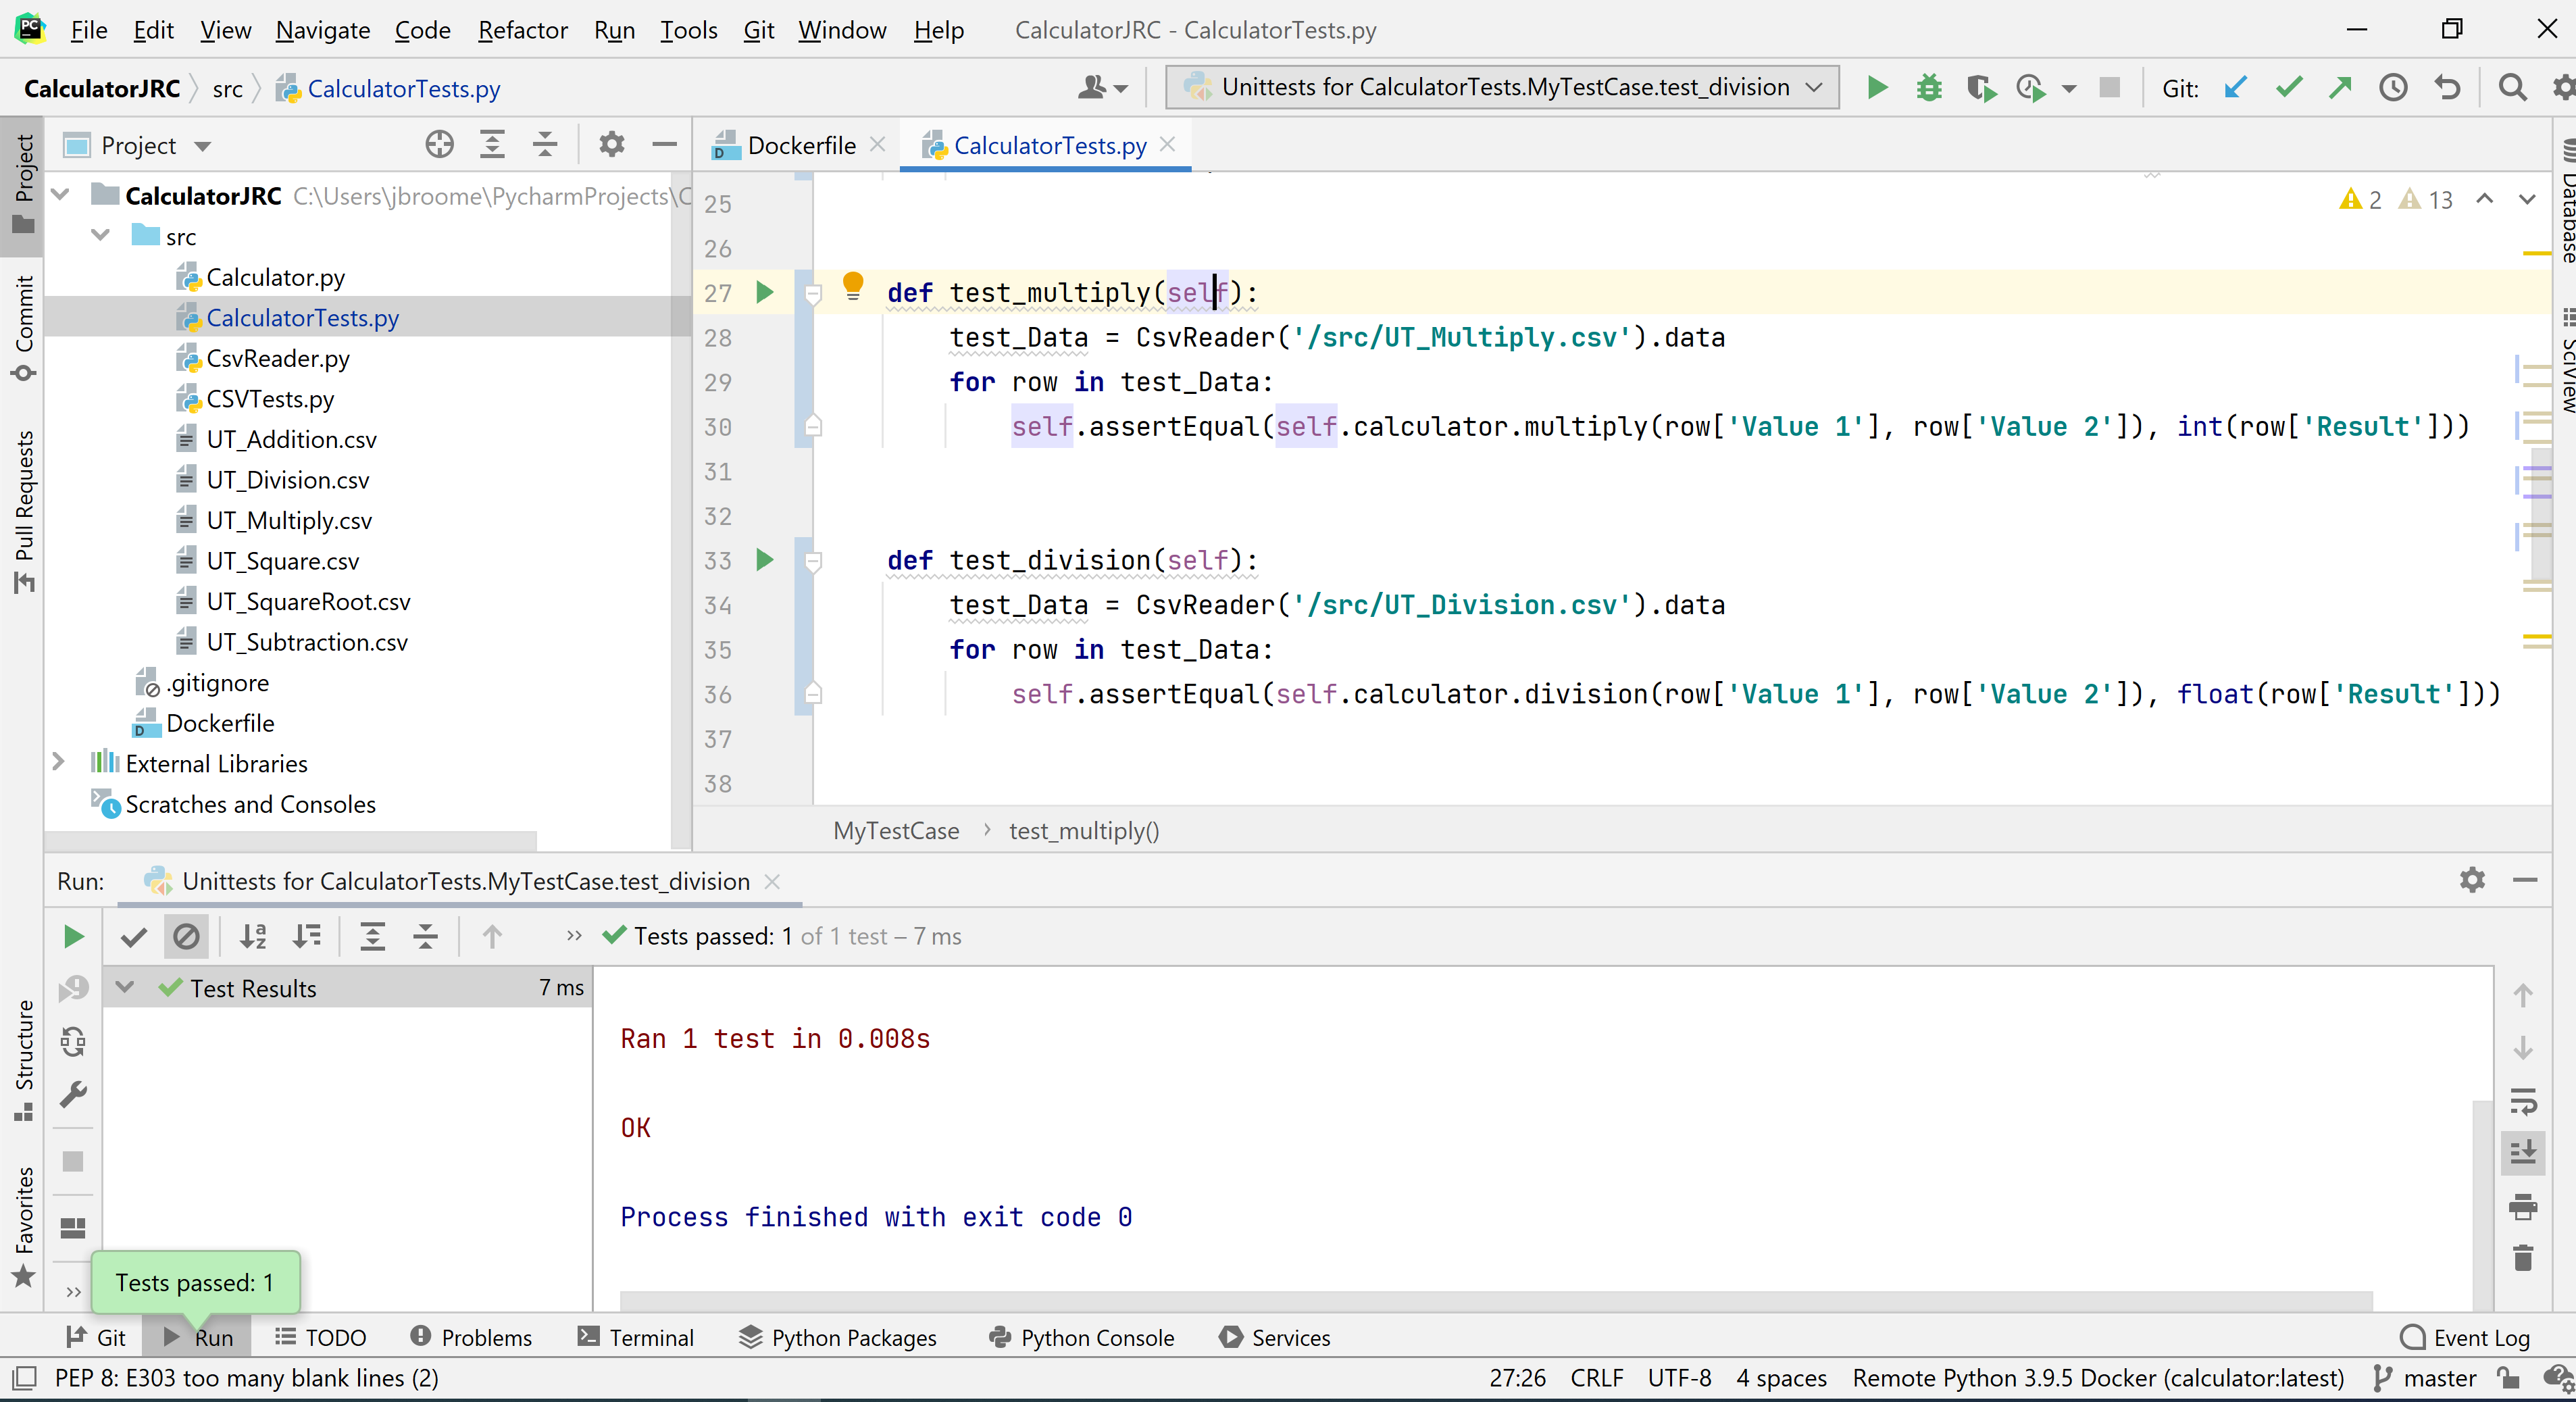 File Edit View Navigate Code Refactor Run Tools Git Window Help CalculatorJRC - CalculatorTests.py
CalculatorJRC src CalculatorTests.py Unittests for CalculatorTests.MyTestCase.test_division Git:
Project
Commit
Pull Requests
Structure
Favorites
Project
CalculatorJRC C:\Users\jbroome\PycharmProjects\C
src
Calculator.py
CalculatorTests.py
CsvReader.py
CSVTests.py
UT_Addition.csv
UT_Division.csv
UT_Multiply.csv
UT_Square.csv
UT_SquareRoot.csv
UT_Subtraction.csv
.gitignore
Dockerfile
External Libraries
Scratches and Consoles
Dockerfile CalculatorTests.py
2 13
25
26
27 def test_multiply(self):
28 test_Data = CsvReader('/src/UT_Multiply.csv').data
29 for row in test_Data:
30 self.assertEqual(self.calculator.multiply(row['Value 1'], row['Value 2']), int(row['Result']))
31
32
33 def test_division(self):
34 test_Data = CsvReader('/src/UT_Division.csv').data
35 for row in test_Data:
36 self.assertEqual(self.calculator.division(row['Value 1'], row['Value 2']), float(row['Result']))
37
38
MyTestCase › test_multiply()
Database
SciView
Run: Unittests for CalculatorTests.MyTestCase.test_division
Tests passed: 1 of 1 test – 7 ms
Test Results 7 ms
Ran 1 test in 0.008s
OK
Process finished with exit code 0
Tests passed: 1
Git Run TODO Problems Terminal Python Packages Python Console Services Event Log
PEP 8: E303 too many blank lines (2) 27:26 CRLF UTF-8 4 spaces Remote Python 3.9.5 Docker (calculator:latest) master